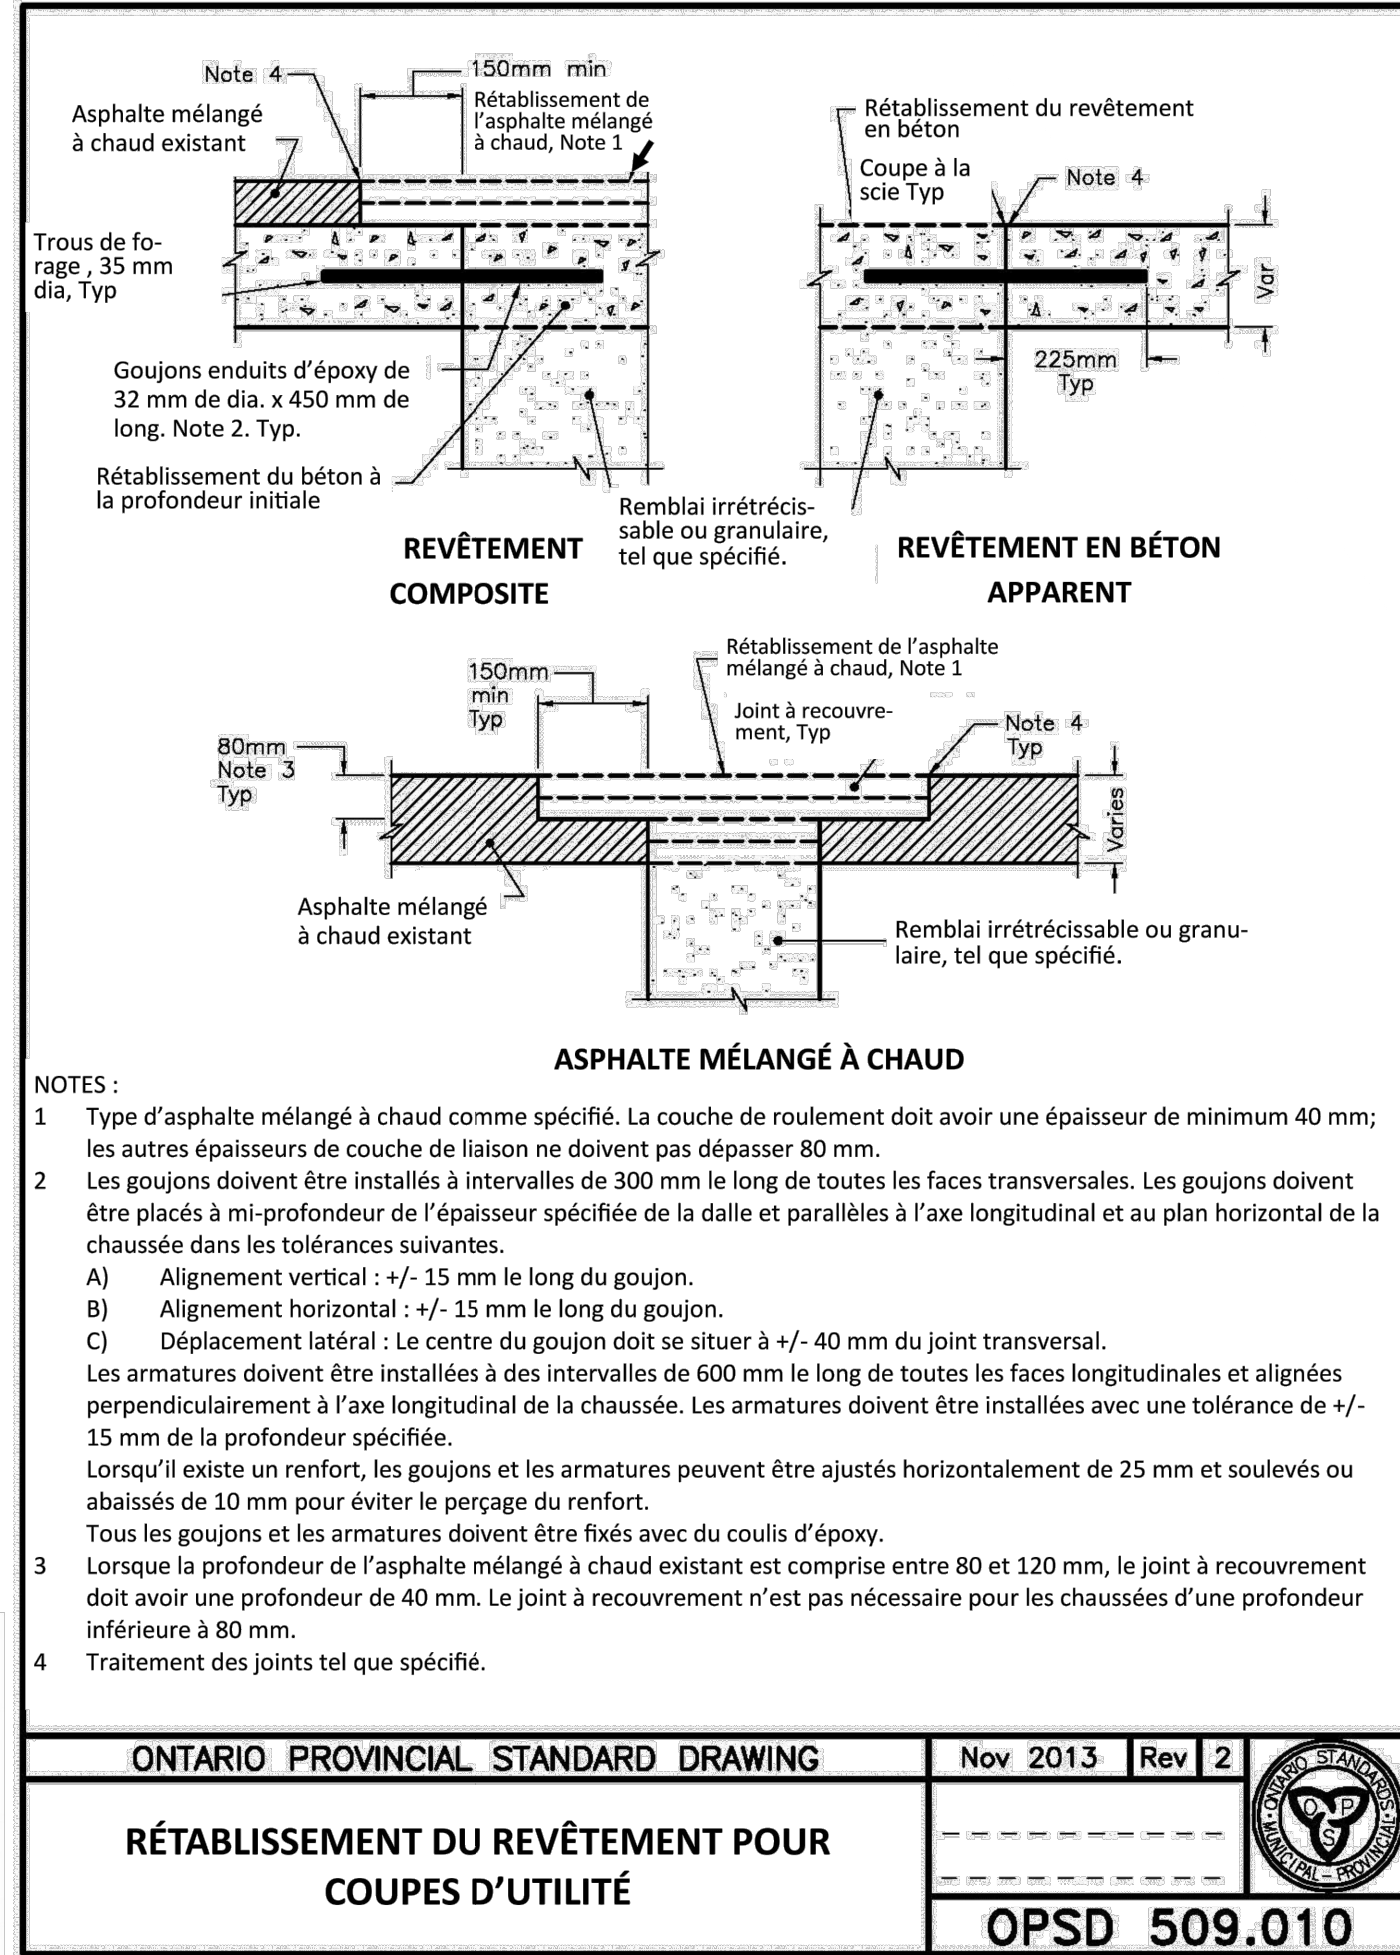 Note 4
150mm min
Asphalte mélangé
à chaud existant
Rétablissement de
l'asphalte mélangé
à chaud, Note 1
Trous de fo-
rage , 35 mm
dia, Typ
Goujons enduits d'époxy de
32 mm de dia. x 450 mm de
long. Note 2. Typ.
Rétablissement du béton à
la profondeur initiale
Remblai irrétrécis-
sable ou granulaire,
tel que spécifié.
REVÊTEMENT
COMPOSITE
Rétablissement du revêtement
en béton
Coupe à la
scie Typ
Note 4
Var
225mm
Typ
REVÊTEMENT EN BÉTON
APPARENT
Rétablissement de l'asphalte
mélangé à chaud, Note 1
150mm
min
Typ
Joint à recouvre-
ment, Typ
Note 4
Typ
80mm
Note 3
Typ
Varies
Asphalte mélangé
à chaud existant
Remblai irrétrécissable ou granu-
laire, tel que spécifié.
ASPHALTE MÉLANGÉ À CHAUD
NOTES :
1 Type d'asphalte mélangé à chaud comme spécifié. La couche de roulement doit avoir une épaisseur de minimum 40 mm;
les autres épaisseurs de couche de liaison ne doivent pas dépasser 80 mm.
2 Les goujons doivent être installés à intervalles de 300 mm le long de toutes les faces transversales. Les goujons doivent
être placés à mi-profondeur de l'épaisseur spécifiée de la dalle et parallèles à l'axe longitudinal et au plan horizontal de la
chaussée dans les tolérances suivantes.
A) Alignement vertical : +/- 15 mm le long du goujon.
B) Alignement horizontal : +/- 15 mm le long du goujon.
C) Déplacement latéral : Le centre du goujon doit se situer à +/- 40 mm du joint transversal.
Les armatures doivent être installées à des intervalles de 600 mm le long de toutes les faces longitudinales et alignées
perpendiculairement à l'axe longitudinal de la chaussée. Les armatures doivent être installées avec une tolérance de +/-
15 mm de la profondeur spécifiée.
Lorsqu'il existe un renfort, les goujons et les armatures peuvent être ajustés horizontalement de 25 mm et soulevés ou
abaissés de 10 mm pour éviter le perçage du renfort.
Tous les goujons et les armatures doivent être fixés avec du coulis d'époxy.
3 Lorsque la profondeur de l'asphalte mélangé à chaud existant est comprise entre 80 et 120 mm, le joint à recouvrement
doit avoir une profondeur de 40 mm. Le joint à recouvrement n'est pas nécessaire pour les chaussées d'une profondeur
inférieure à 80 mm.
4 Traitement des joints tel que spécifié.
ONTARIO PROVINCIAL STANDARD DRAWING
Nov 2013 Rev 2
RÉTABLISSEMENT DU REVÊTEMENT POUR
COUPES D'UTILITÉ
ONTARIO STANDARDS
MUNICIPAL - PROVINCIAL
O P S
OPSD 509.010